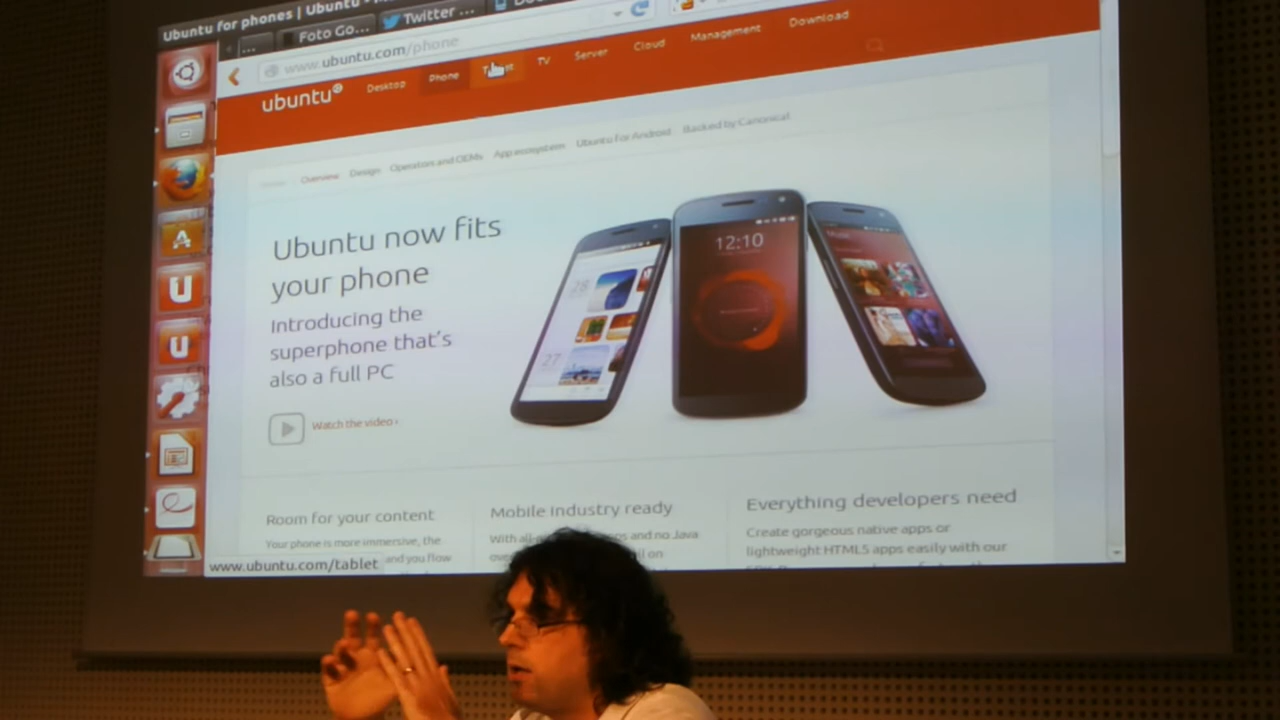 Ubuntu for phones | Ubuntu -
Foto Go...
Twitter ...
www.ubuntu.com/phone
ubuntu
Desktop Phone Tablet TV Server Cloud Management Download
Overview Design Operators and OEMs App ecosystem Ubuntu For Android Backed by Canonical
Ubuntu now fits
your phone
Introducing the
superphone that's
also a full PC
Watch the video ›
12:10
28
27
Music
Room for your content
Your phone is more immersive, the
and you flow
Mobile industry ready
and no Java
on
Everything developers need
Create gorgeous native apps or
lightweight HTML5 apps easily with our
www.ubuntu.com/tablet